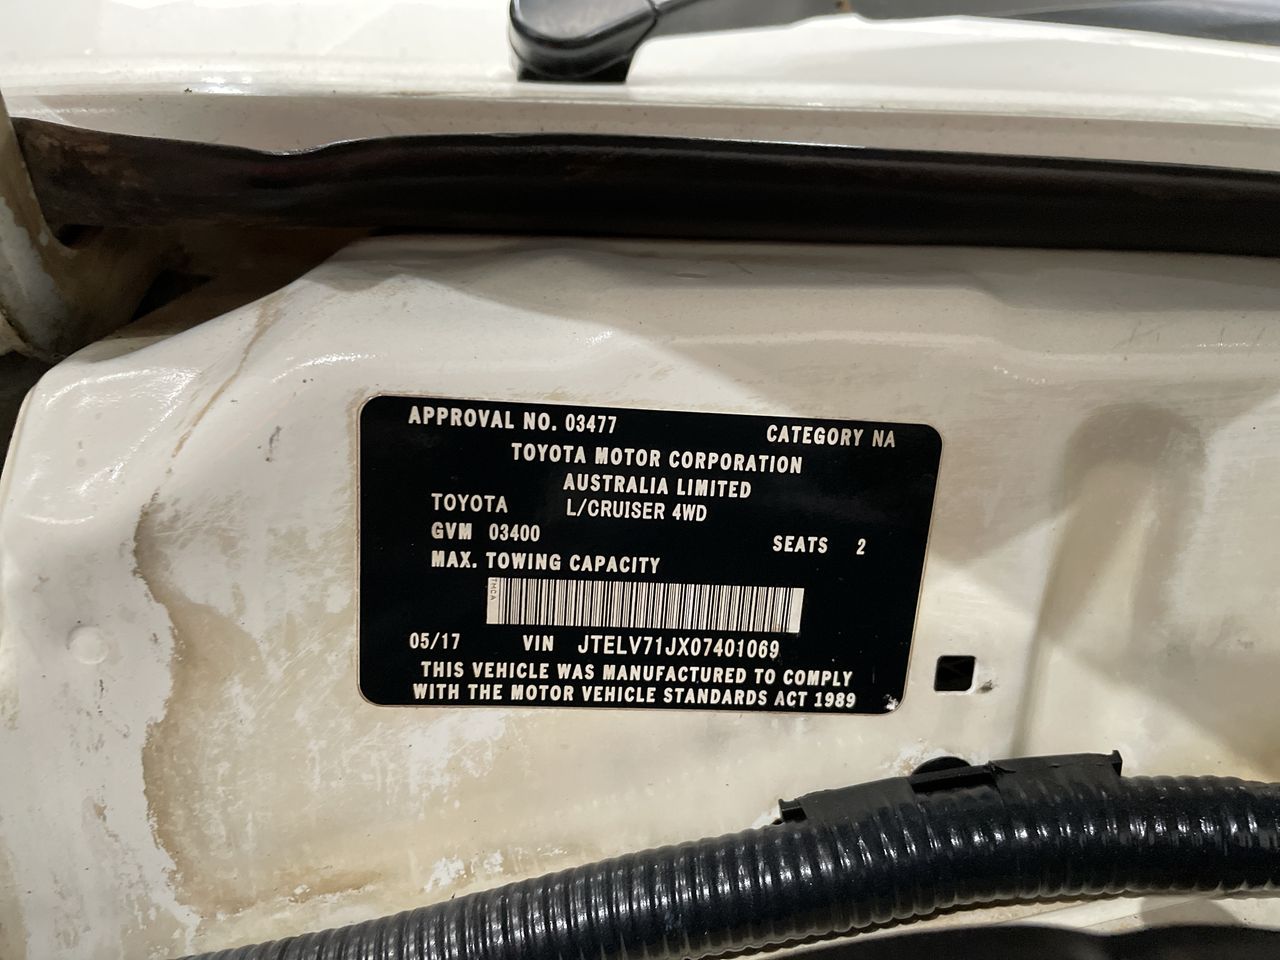 APPROVAL NO. 03477
CATEGORY NA
TOYOTA MOTOR CORPORATION
AUSTRALIA LIMITED
TOYOTA L/CRUISER 4WD
GVM 03400 SEATS 2
MAX. TOWING CAPACITY
TMCA
05/17 VIN JTELV71JX07401069
THIS VEHICLE WAS MANUFACTURED TO COMPLY
WITH THE MOTOR VEHICLE STANDARDS ACT 1989